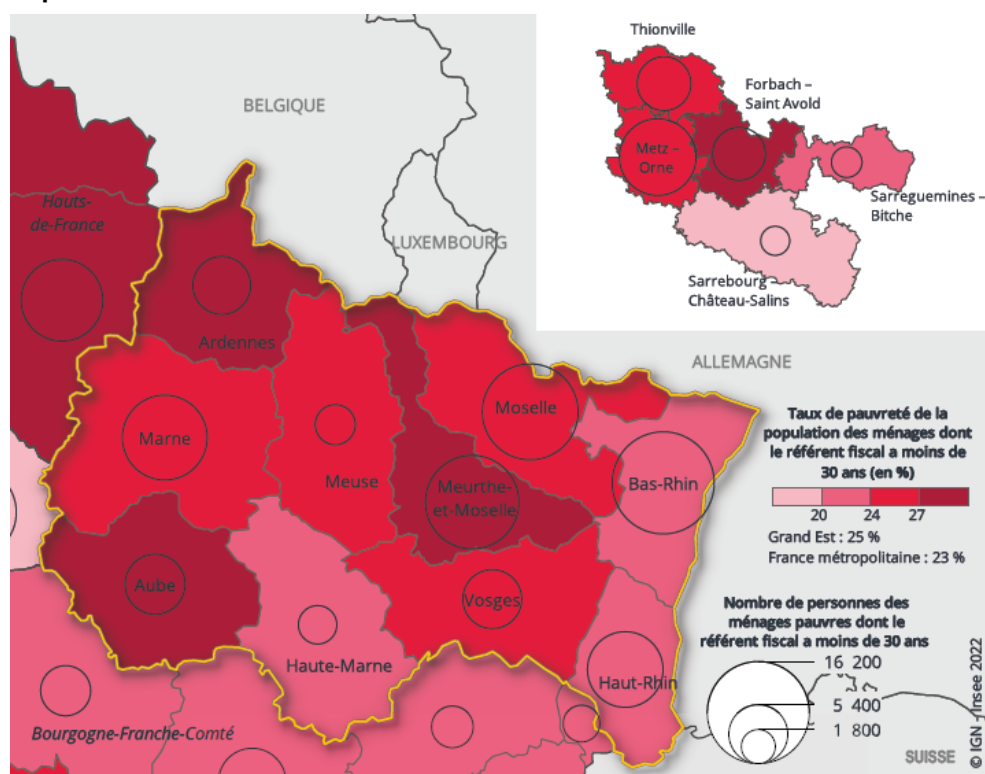 Thionville
Forbach –
Saint Avold
Metz –
Orne
Sarreguemines –
Bitche
Sarrebourg –
Château-Salins
BELGIQUE
LUXEMBOURG
ALLEMAGNE
SUISSE
Hauts-
de-France
Ardennes
Marne
Meuse
Moselle
Meurthe-
et-Moselle
Bas-Rhin
Aube
Vosges
Haute-Marne
Haut-Rhin
Bourgogne-Franche-Comté
Taux de pauvreté de la
population des ménages dont
le référent fiscal a moins de
30 ans (en %)
20 24 27
Grand Est : 25 %
France métropolitaine : 23 %
Nombre de personnes des
ménages pauvres dont le
référent fiscal a moins de 30 ans
16 200
5 400
1 800
© IGN - Insee 2022